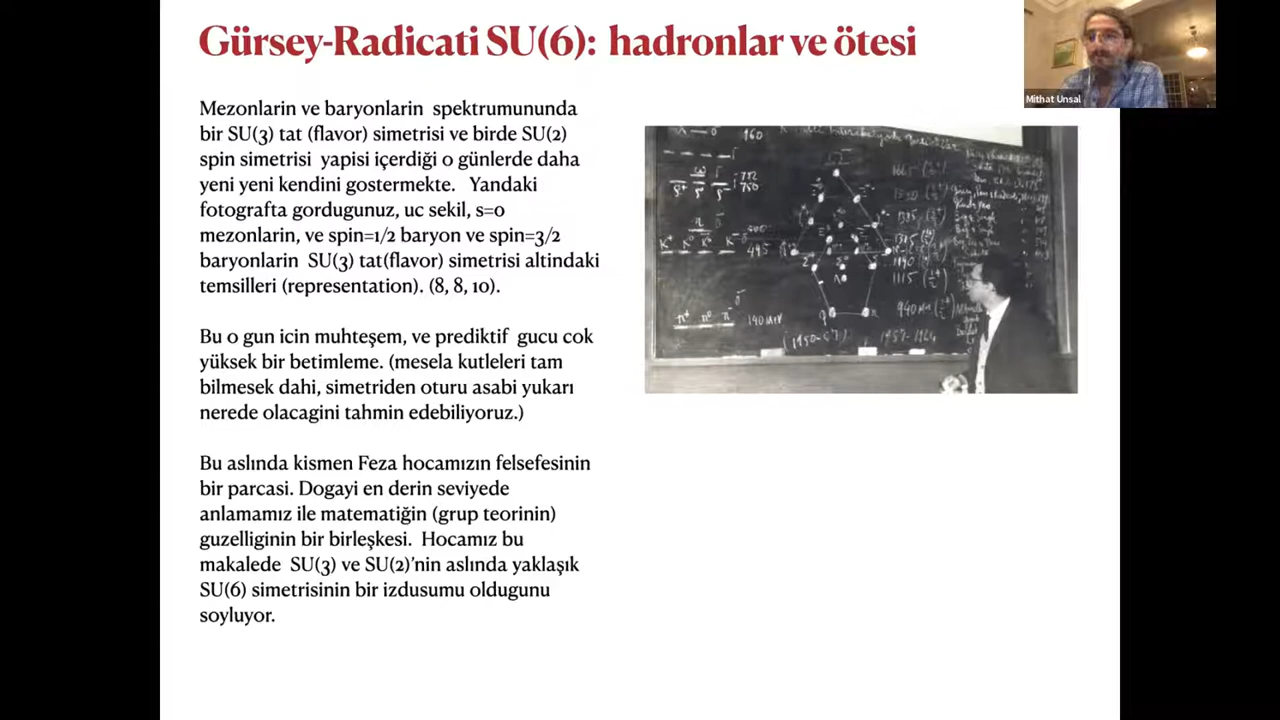 Gürsey-Radicati SU(6): hadronlar ve ötesi
Mithat Unsal
Mezonlarin ve baryonlarin spektrumununda
bir SU(3) tat (flavor) simetrisi ve birde SU(2)
spin simetrisi yapisi içerdiği o günlerde daha
yeni yeni kendini gostermekte. Yandaki
fotografta gordugunuz, uc sekil, s=0
mezonlarin, ve spin=1/2 baryon ve spin=3/2
baryonlarin SU(3) tat(flavor) simetrisi altindaki
temsilleri (representation). (8, 8, 10).
Bu o gun icin muhteşem, ve prediktif gucu cok
yüksek bir betimleme. (mesela kutleleri tam
bilmesek dahi, simetriden oturu asabi yukarı
nerede olacagini tahmin edebiliyoruz.)
Bu aslında kismen Feza hocamızın felsefesinin
bir parcasi. Dogayi en derin seviyede
anlamamız ile matematiğin (grup teorinin)
guzelliginin bir birleşkesi. Hocamız bu
makalede SU(3) ve SU(2)'nin aslında yaklaşık
SU(6) simetrisinin bir izdusumu oldugunu
soyluyor.
960
140 MeV
1115
940